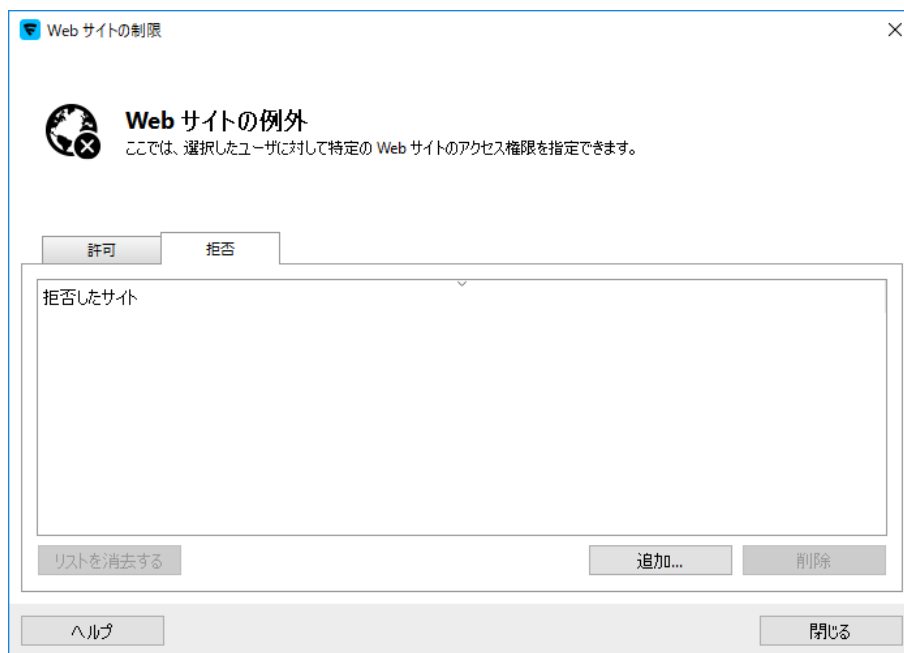 Web サイトの制限
Web サイトの例外
ここでは、選択したユーザに対して特定の Web サイトのアクセス権限を指定できます。
許可
拒否
拒否したサイト
リストを消去する
追加...
削除
ヘルプ
閉じる